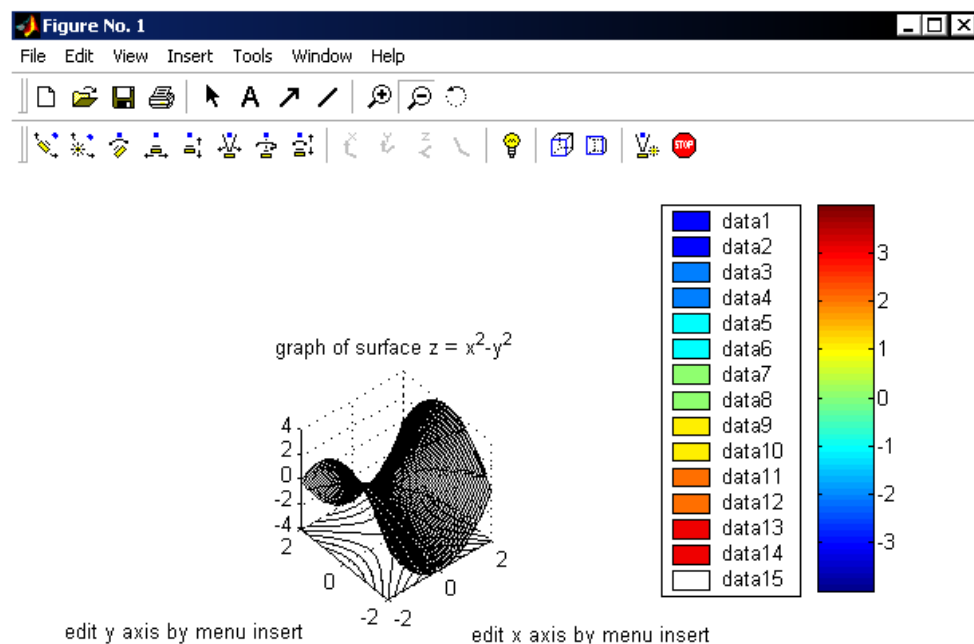 Figure No. 1
File Edit View Insert Tools Window Help
A
X Y Z
STOP
graph of surface z = x²-y²
4
2
0
-2
-4
2
0
-2
-2
0
2
edit y axis by menu insert
edit x axis by menu insert
data1
data2
data3
data4
data5
data6
data7
data8
data9
data10
data11
data12
data13
data14
data15
3
2
1
0
-1
-2
-3